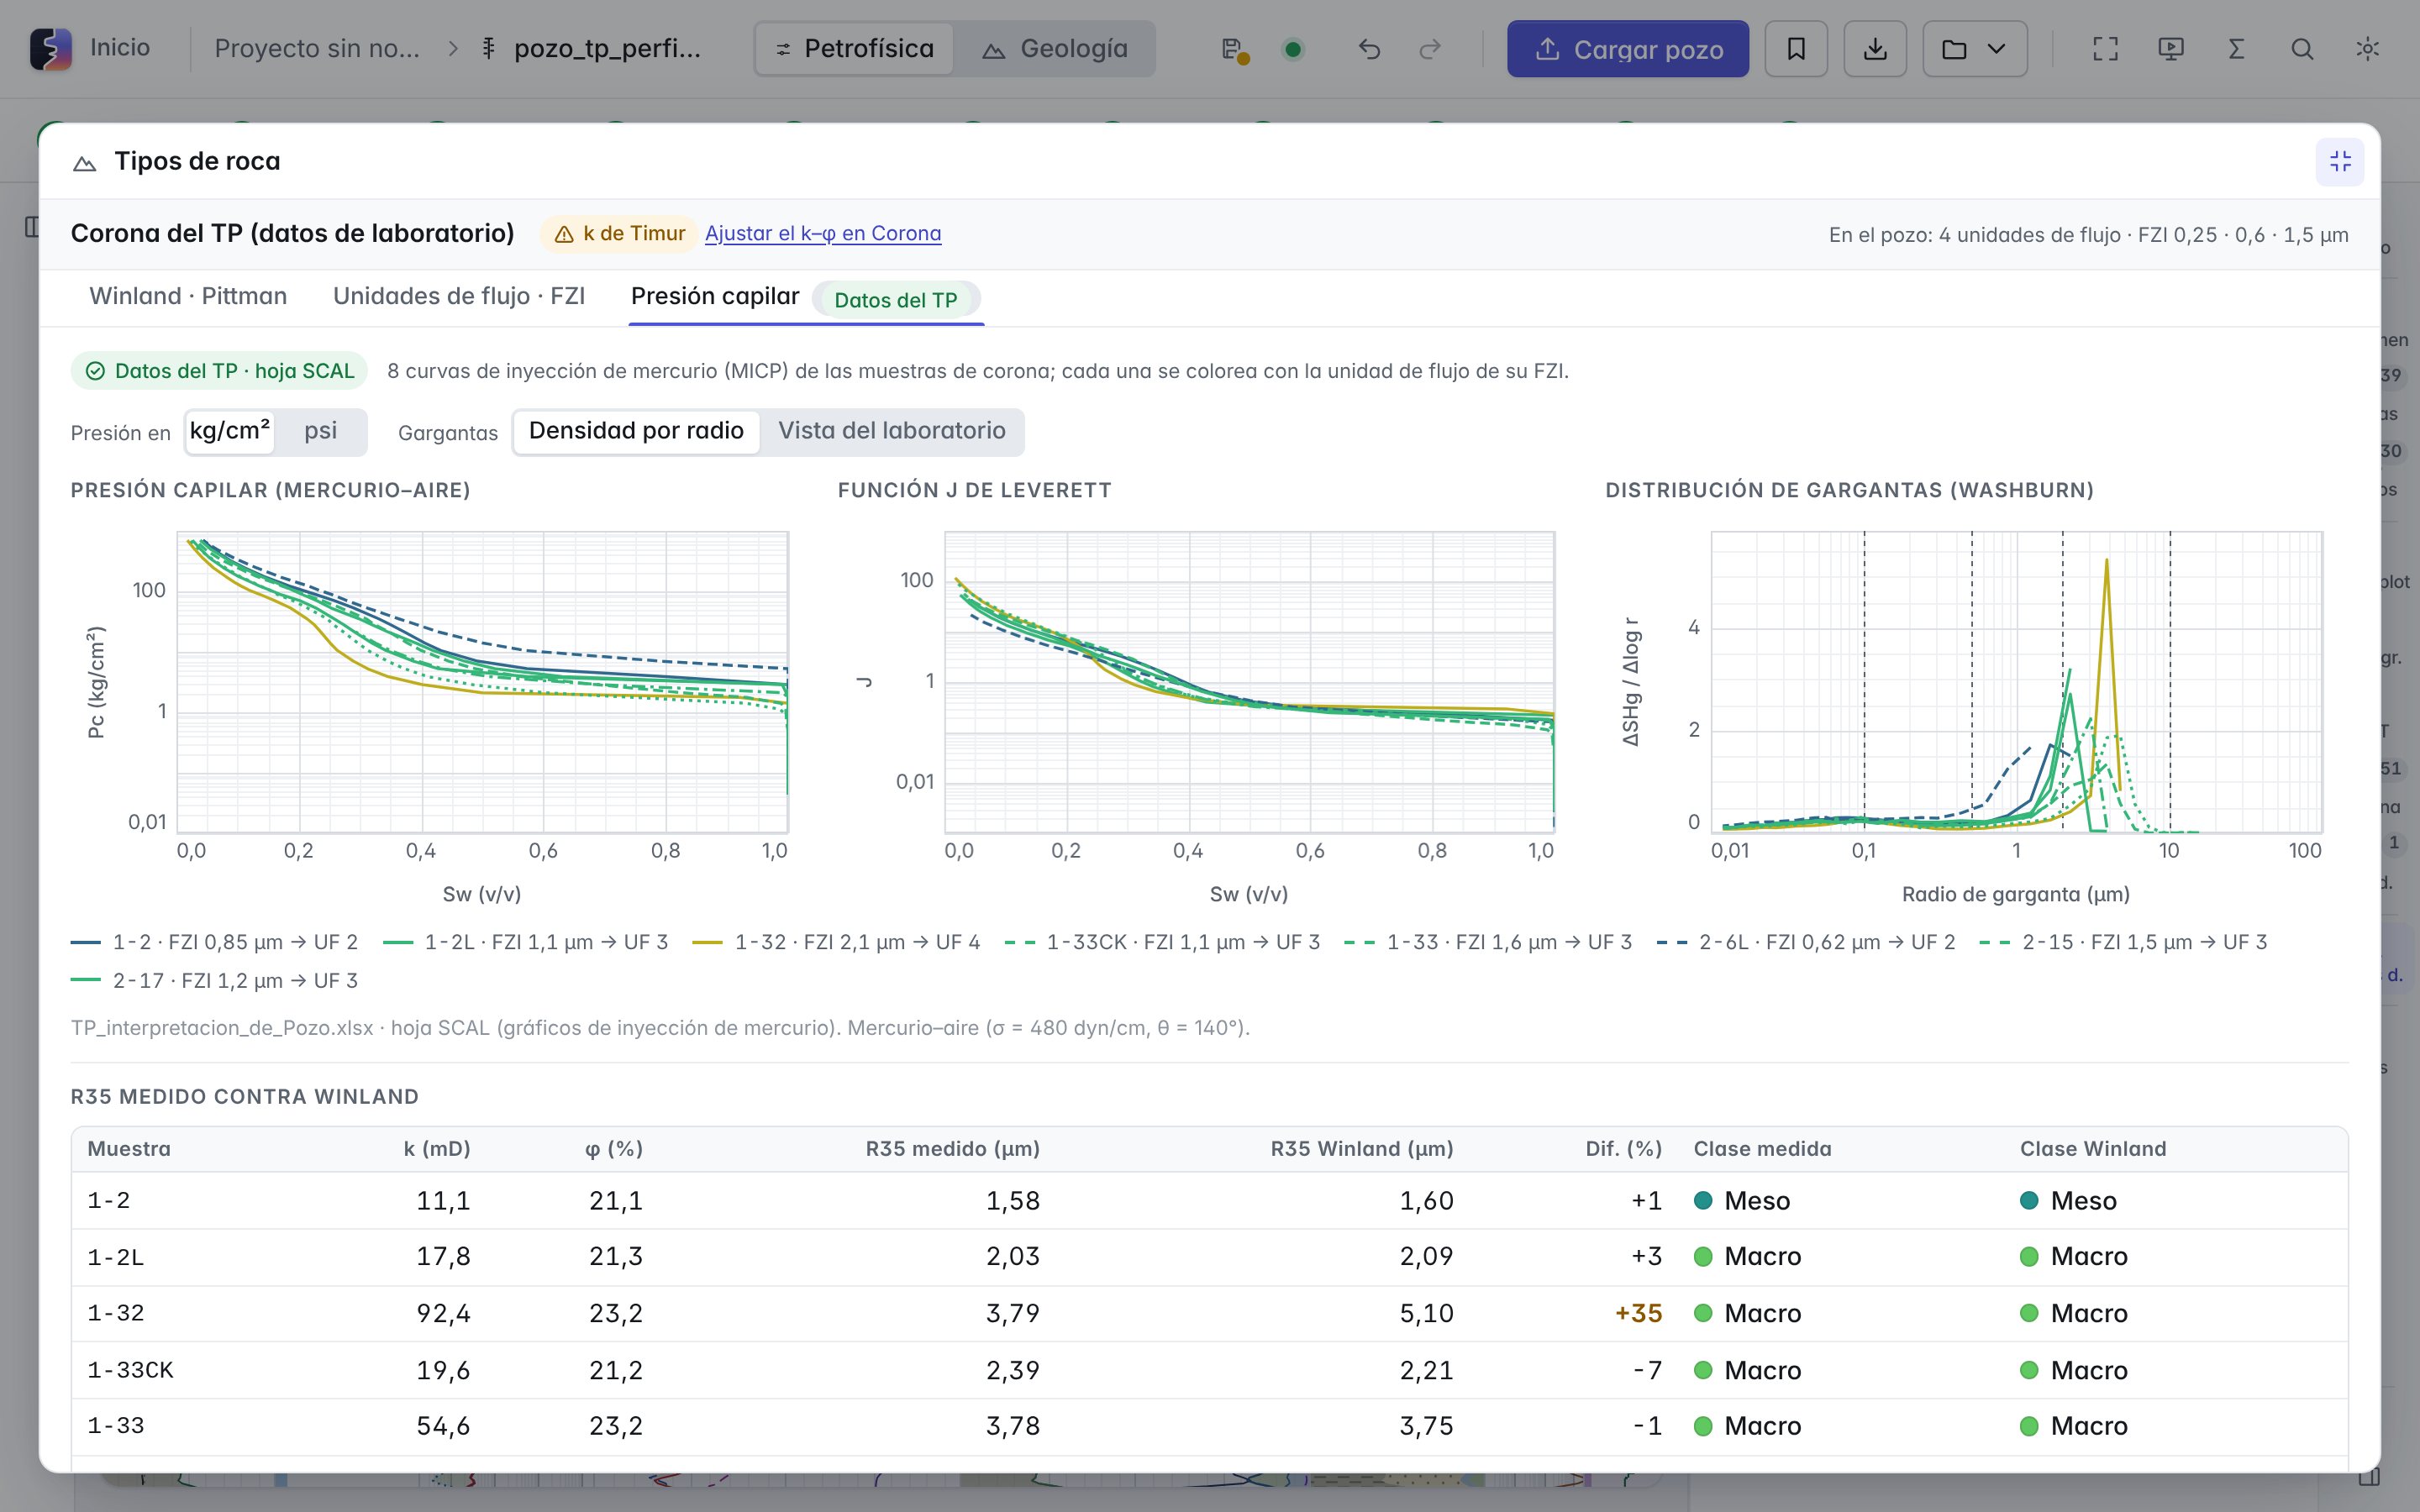 Inicio
Proyecto sin no...
pozo_tp_perfi...
Petrofísica
Geología
Cargar pozo
Tipos de roca
Corona del TP (datos de laboratorio)
k de Timur
Ajustar el k–φ en Corona
En el pozo: 4 unidades de flujo · FZI 0,25 · 0,6 · 1,5 µm
Winland · Pittman
Unidades de flujo · FZI
Presión capilar
Datos del TP
Datos del TP · hoja SCAL
8 curvas de inyección de mercurio (MICP) de las muestras de corona; cada una se colorea con la unidad de flujo de su FZI.
Presión en
kg/cm²
psi
Gargantas
Densidad por radio
Vista del laboratorio
PRESIÓN CAPILAR (MERCURIO–AIRE)
100
1
0,01
Pc (kg/cm²)
0,0 0,2 0,4 0,6 0,8 1,0
Sw (v/v)
FUNCIÓN J DE LEVERETT
100
1
0,01
J
0,0 0,2 0,4 0,6 0,8 1,0
Sw (v/v)
DISTRIBUCIÓN DE GARGANTAS (WASHBURN)
4
2
0
ΔSHg / Δlog r
0,01 0,1 1 10 100
Radio de garganta (µm)
1-2 · FZI 0,85 µm → UF 2
1-2L · FZI 1,1 µm → UF 3
1-32 · FZI 2,1 µm → UF 4
1-33CK · FZI 1,1 µm → UF 3
1-33 · FZI 1,6 µm → UF 3
2-6L · FZI 0,62 µm → UF 2
2-15 · FZI 1,5 µm → UF 3
2-17 · FZI 1,2 µm → UF 3
TP_interpretacion_de_Pozo.xlsx · hoja SCAL (gráficos de inyección de mercurio). Mercurio–aire (σ = 480 dyn/cm, θ = 140°).
R35 MEDIDO CONTRA WINLAND
Muestra k (mD) φ (%) R35 medido (µm) R35 Winland (µm) Dif. (%) Clase medida Clase Winland
1-2 11,1 21,1 1,58 1,60 +1 Meso Meso
1-2L 17,8 21,3 2,03 2,09 +3 Macro Macro
1-32 92,4 23,2 3,79 5,10 +35 Macro Macro
1-33CK 19,6 21,2 2,39 2,21 -7 Macro Macro
1-33 54,6 23,2 3,78 3,75 -1 Macro Macro